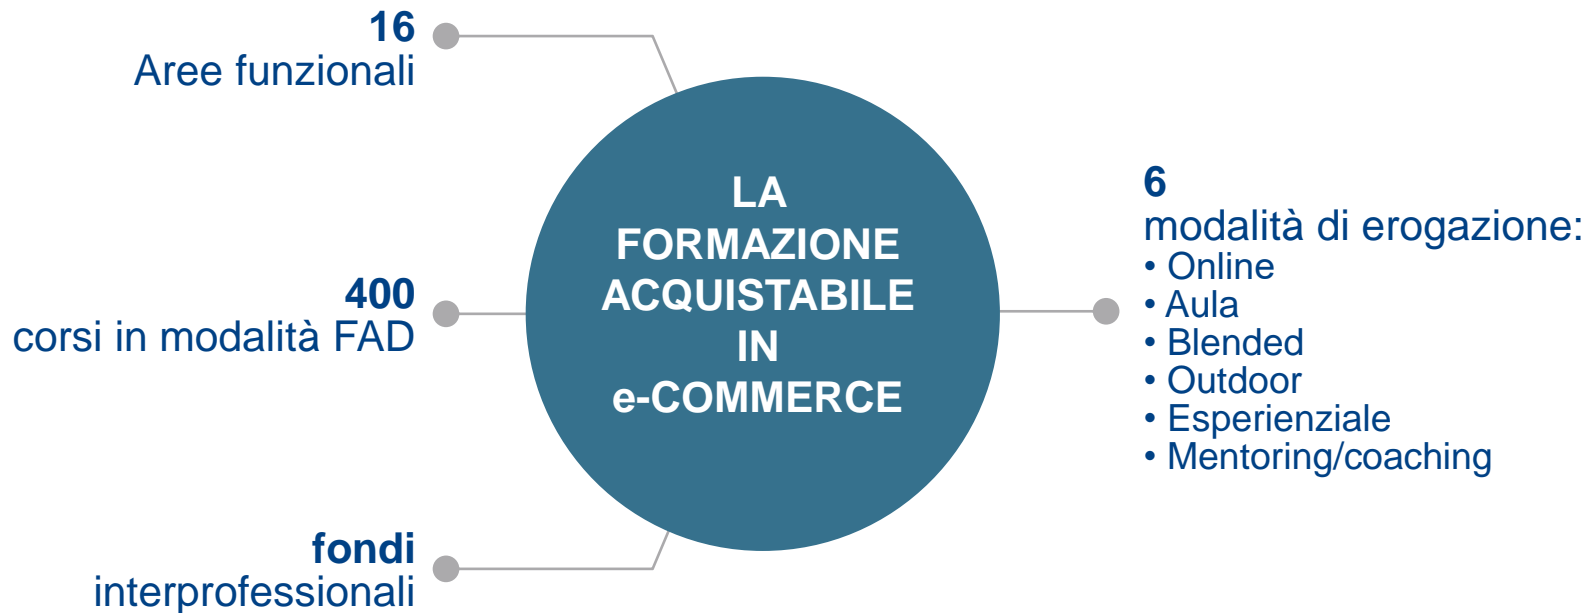 16
Aree funzionali
400
corsi in modalità FAD
fondi
interprofessionali
LA
FORMAZIONE
ACQUISTABILE
IN
e-COMMERCE
6
modalità di erogazione:
• Online
• Aula
• Blended
• Outdoor
• Esperienziale
• Mentoring/coaching